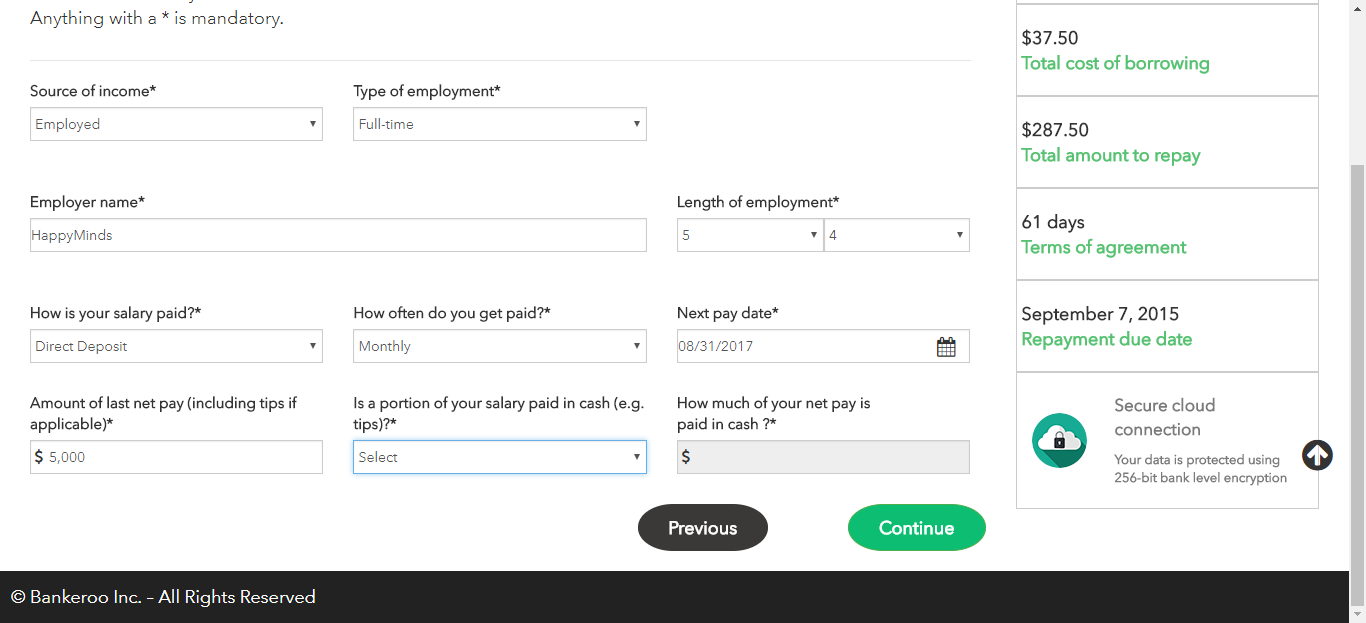 Anything with a * is mandatory.
Source of income*
Type of employment*
Employed
Full-time
Employer name*
Length of employment*
HappyMinds
5
4
How is your salary paid?*
How often do you get paid?*
Next pay date*
Direct Deposit
Monthly
08/31/2017
Amount of last net pay (including tips if
applicable)*
Is a portion of your salary paid in cash (e.g.
tips)?*
How much of your net pay is
paid in cash ?*
$ 5,000
Select
$
Previous
Continue
$37.50
Total cost of borrowing
$287.50
Total amount to repay
61 days
Terms of agreement
September 7, 2015
Repayment due date
Secure cloud
connection
Your data is protected using
256-bit bank level encryption
© Bankeroo Inc. – All Rights Reserved